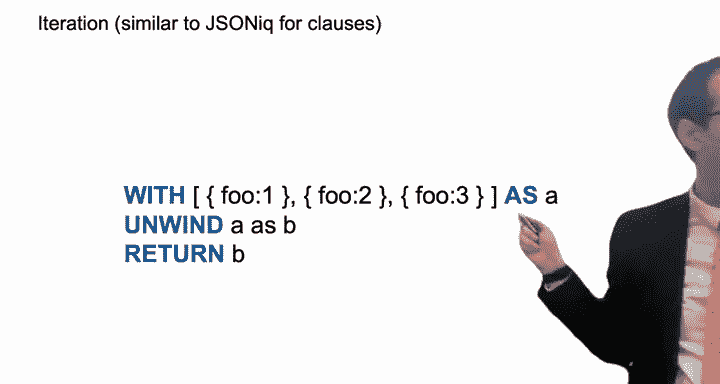 Iteration (similar to JSONiq for clauses)
WITH [ { foo:1 }, { foo:2 }, { foo:3 } ] AS a
UNWIND a as b
RETURN b